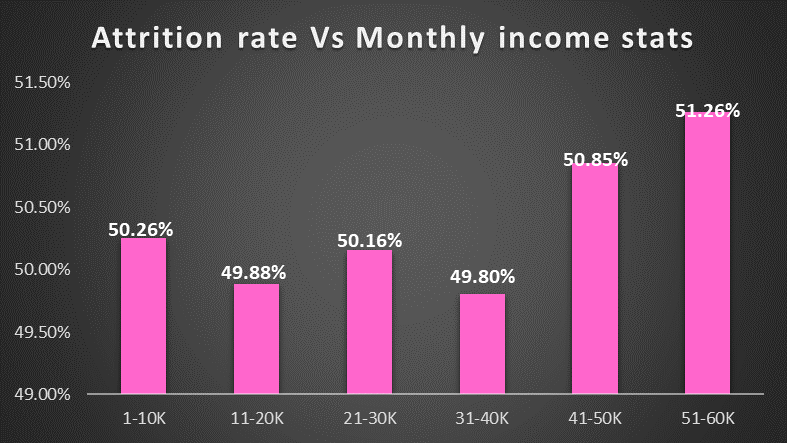 Attrition rate Vs Monthly income stats
51.50%
51.00%
50.50%
50.00%
49.50%
49.00%
50.26%
49.88%
50.16%
49.80%
50.85%
51.26%
1-10K
11-20K
21-30K
31-40K
41-50K
51-60K